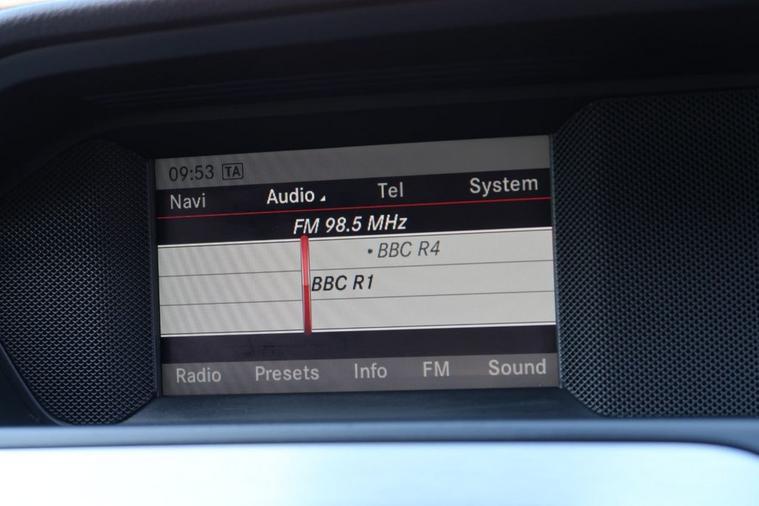 09:53 TA
Navi Audio Tel System
FM 98.5 MHz
• BBC R4
BBC R1
Radio Presets Info FM Sound